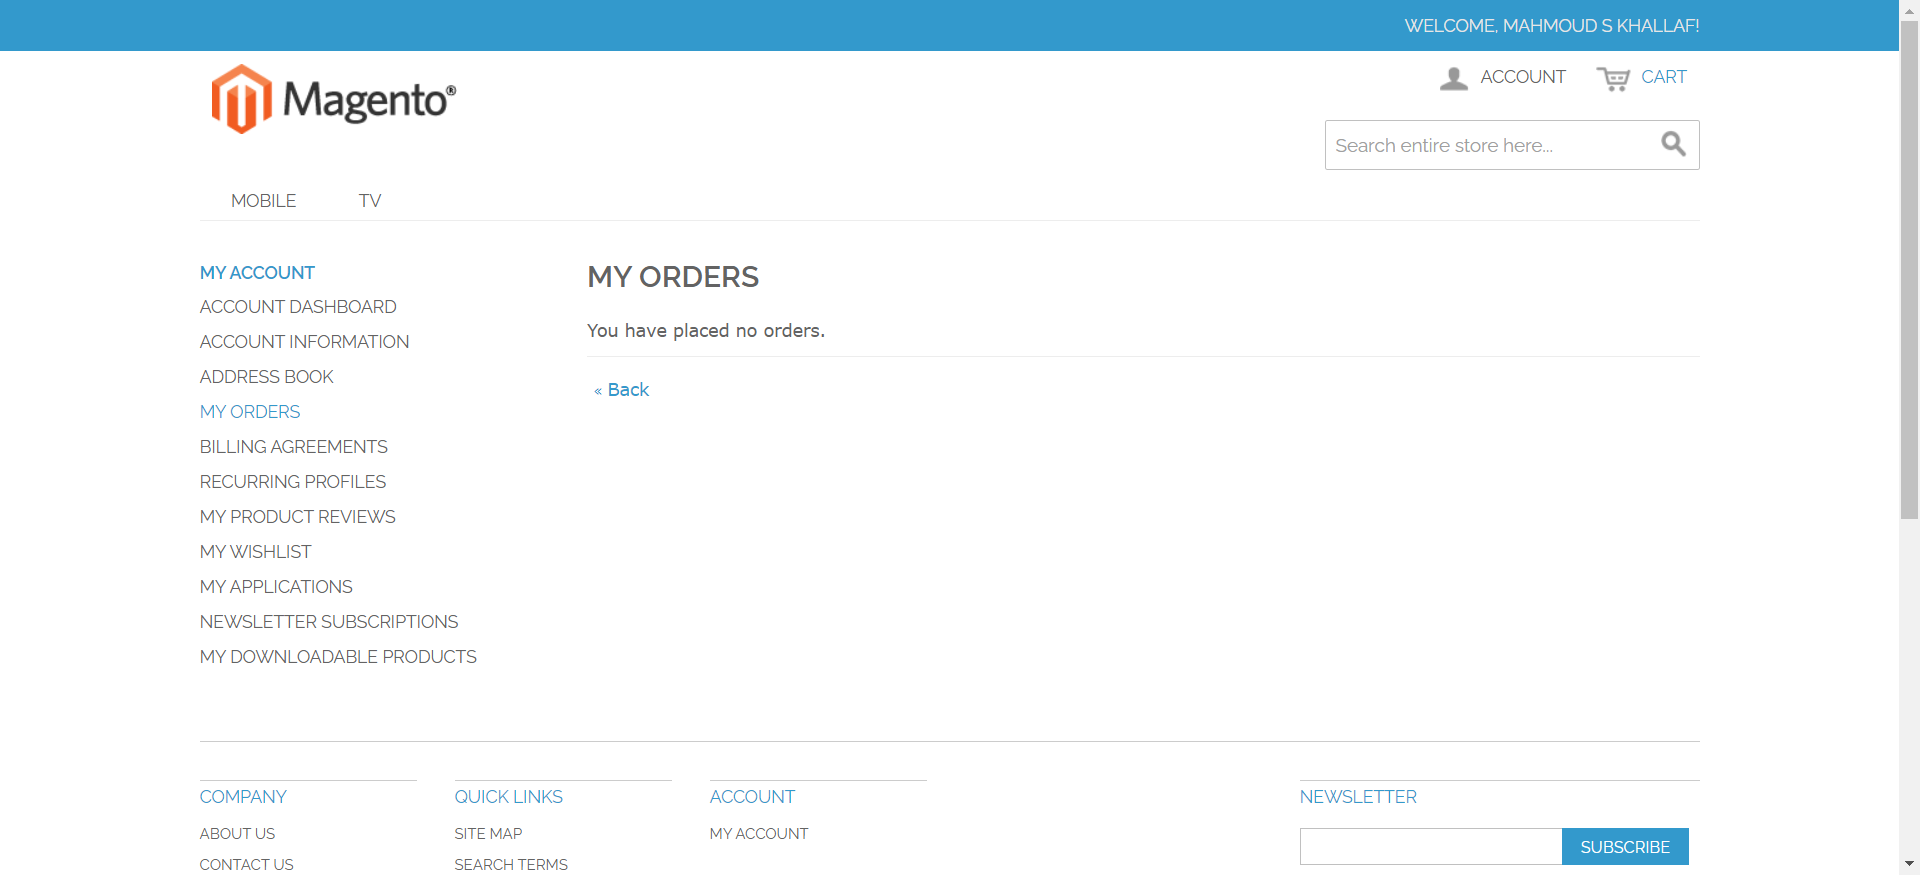 WELCOME, MAHMOUD S KHALLAF!
Magento®
ACCOUNT
CART
Search entire store here...
MOBILE
TV
MY ACCOUNT
ACCOUNT DASHBOARD
ACCOUNT INFORMATION
ADDRESS BOOK
MY ORDERS
BILLING AGREEMENTS
RECURRING PROFILES
MY PRODUCT REVIEWS
MY WISHLIST
MY APPLICATIONS
NEWSLETTER SUBSCRIPTIONS
MY DOWNLOADABLE PRODUCTS
MY ORDERS
You have placed no orders.
« Back
COMPANY
ABOUT US
CONTACT US
QUICK LINKS
SITE MAP
SEARCH TERMS
ACCOUNT
MY ACCOUNT
NEWSLETTER
SUBSCRIBE